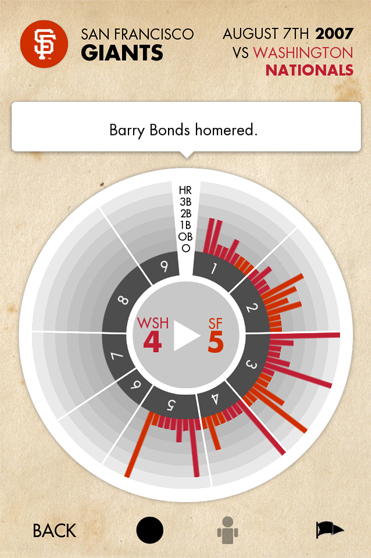 SF
SAN FRANCISCO
GIANTS
AUGUST 7TH 2007
VS WASHINGTON
NATIONALS
Barry Bonds homered.
HR
3B
2B
1B
OB
O
1
2
3
4
5
6
7
8
9
WSH
4
SF
5
BACK